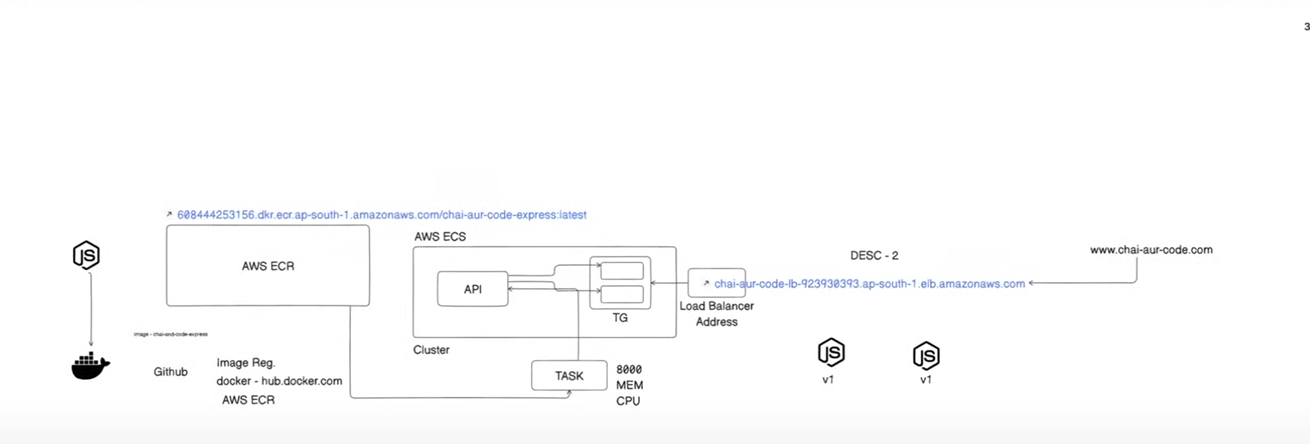 3
608444253156.dkr.ecr.ap-south-1.amazonaws.com/chai-aur-code-express:latest
JS
AWS ECR
image - chai-and-code-express
Github
Image Reg.
docker - hub.docker.com
AWS ECR
AWS ECS
API
TG
Cluster
TASK
8000
MEM
CPU
chai-aur-code-lb-923930393.ap-south-1.elb.amazonaws.com
Load Balancer
Address
DESC - 2
www.chai-aur-code.com
JS
v1
JS
v1